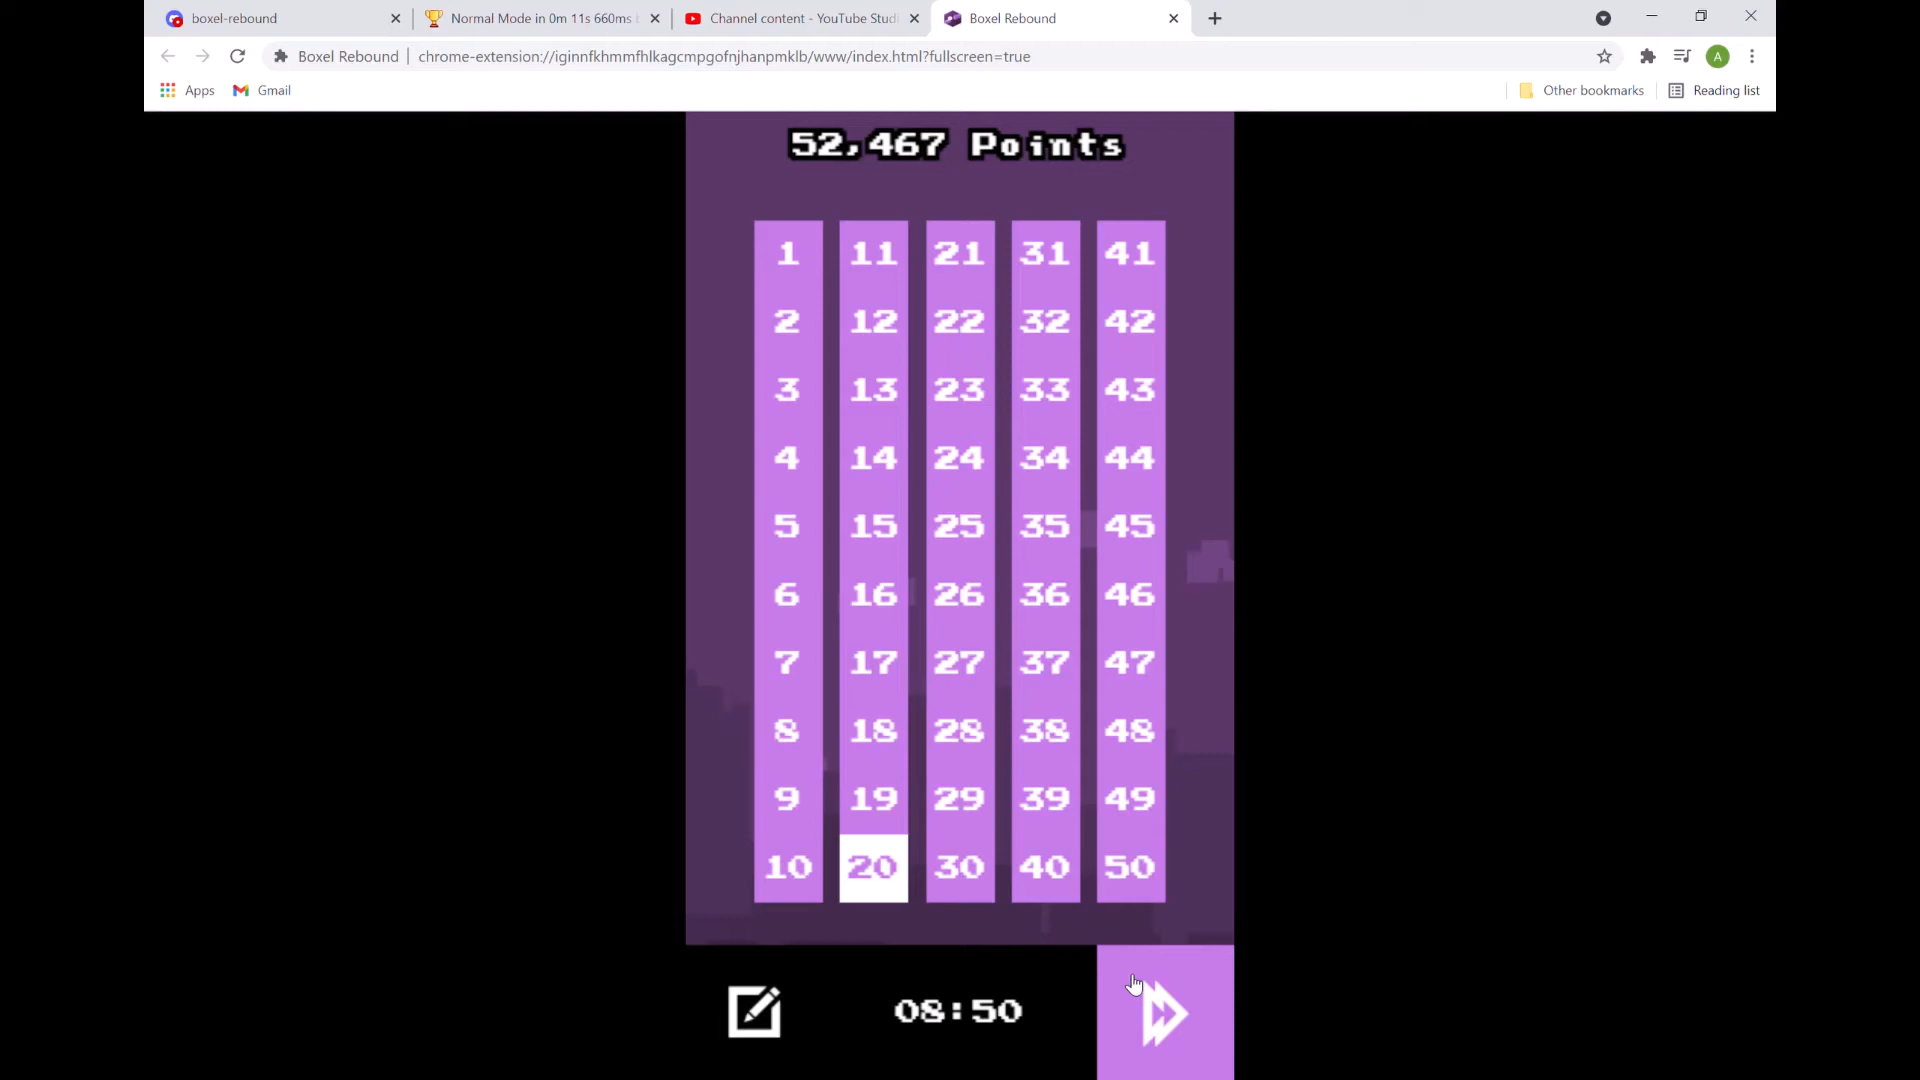 boxel-rebound
Normal Mode in 0m 11s 660ms
Channel content - YouTube Studi
Boxel Rebound
Boxel Rebound
chrome-extension://iginnfkhmmfhlkagcmpgofnjhanpmklb/www/index.html?fullscreen=true
A
Apps
Gmail
Other bookmarks
Reading list
52,467 Points
1 11 21 31 41
2 12 22 32 42
3 13 23 33 43
4 14 24 34 44
5 15 25 35 45
6 16 26 36 46
7 17 27 37 47
8 18 28 38 48
9 19 29 39 49
10 20 30 40 50
08:50